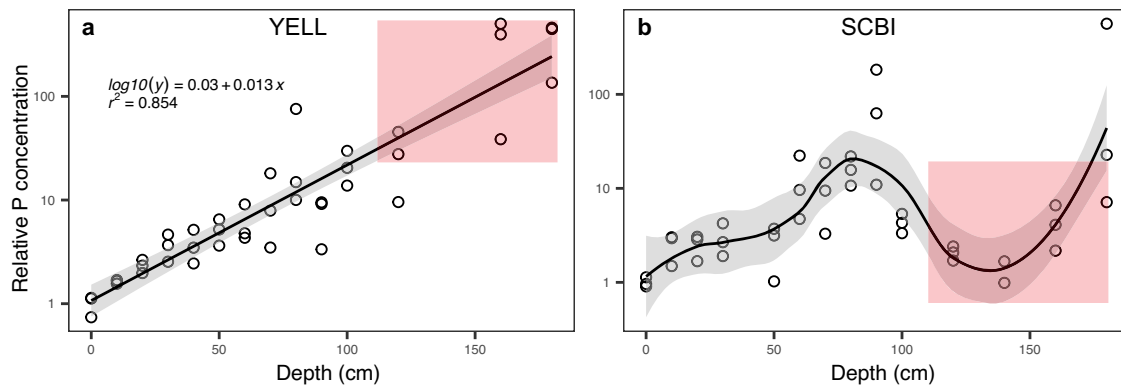 a
YELL
log10(y) = 0.03 + 0.013 x
r² = 0.854
Relative P concentration
100
10
1
0
50
100
150
Depth (cm)
b
SCBI
100
10
1
0
50
100
150
Depth (cm)